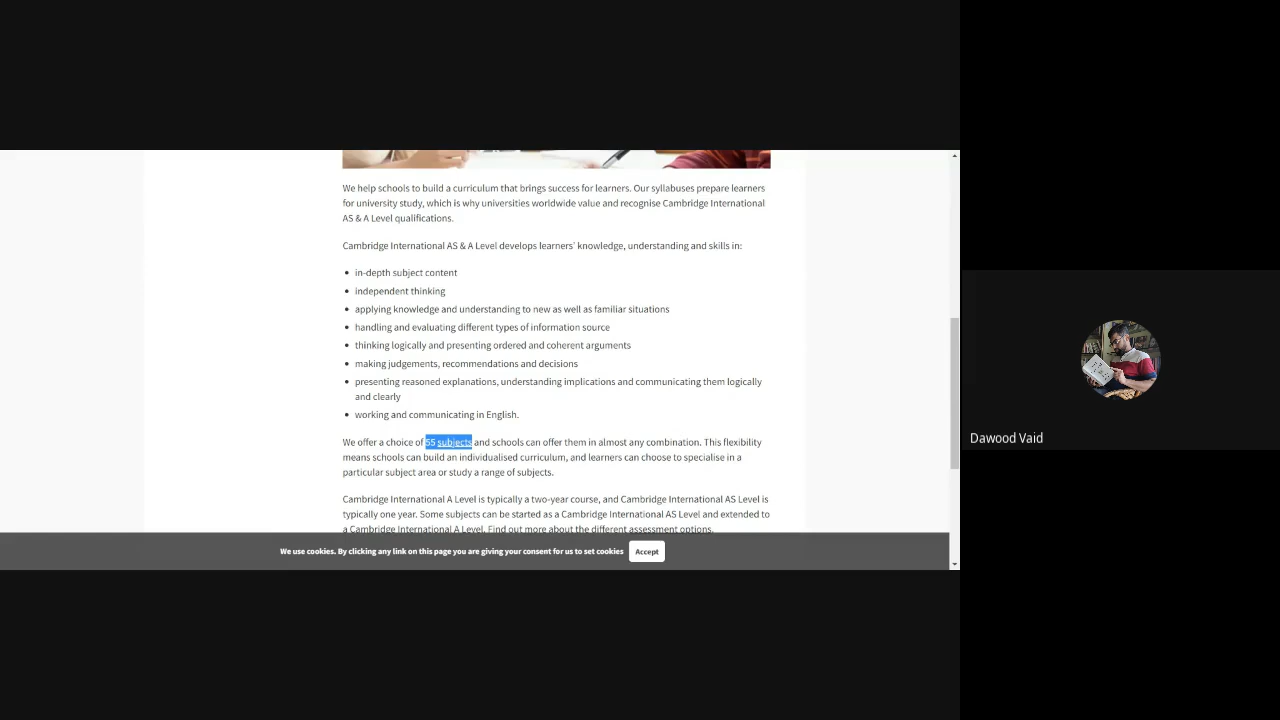 We help schools to build a curriculum that brings success for learners. Our syllabuses prepare learners
for university study, which is why universities worldwide value and recognise Cambridge International
AS & A Level qualifications.
Cambridge International AS & A Level develops learners' knowledge, understanding and skills in:
• in-depth subject content
• independent thinking
• applying knowledge and understanding to new as well as familiar situations
• handling and evaluating different types of information source
• thinking logically and presenting ordered and coherent arguments
• making judgements, recommendations and decisions
• presenting reasoned explanations, understanding implications and communicating them logically
and clearly
• working and communicating in English.
We offer a choice of 55 subjects and schools can offer them in almost any combination. This flexibility
means schools can build an individualised curriculum, and learners can choose to specialise in a
particular subject area or study a range of subjects.
Cambridge International A Level is typically a two-year course, and Cambridge International AS Level is
typically one year. Some subjects can be started as a Cambridge International AS Level and extended to
a Cambridge International A Level. Find out more about the different assessment options.
We use cookies. By clicking any link on this page you are giving your consent for us to set cookies
Accept
Dawood Vaid